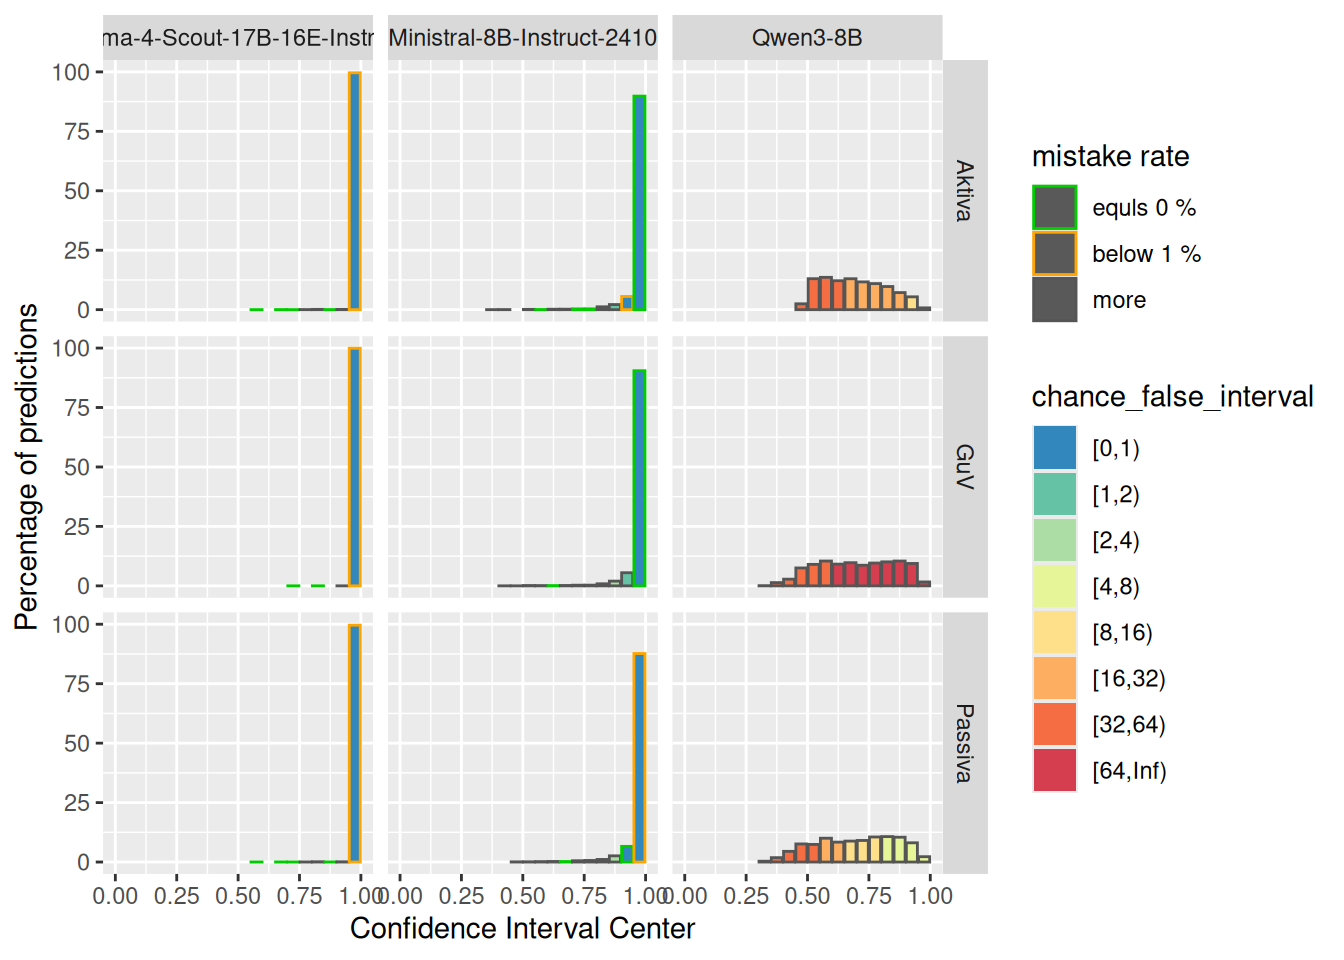 ma-4-Scout-17B-16E-Instr
Ministral-8B-Instruct-2410
Qwen3-8B
100
75
50
25
0
Aktiva
100
75
50
25
0
GuV
100
75
50
25
0
Passiva
0.00 0.25 0.50 0.75 1.00
0.00 0.25 0.50 0.75 1.00
0.00 0.25 0.50 0.75 1.00
Confidence Interval Center
Percentage of predictions
mistake rate
equls 0 %
below 1 %
more
chance_false_interval
[0,1)
[1,2)
[2,4)
[4,8)
[8,16)
[16,32)
[32,64)
[64,Inf)